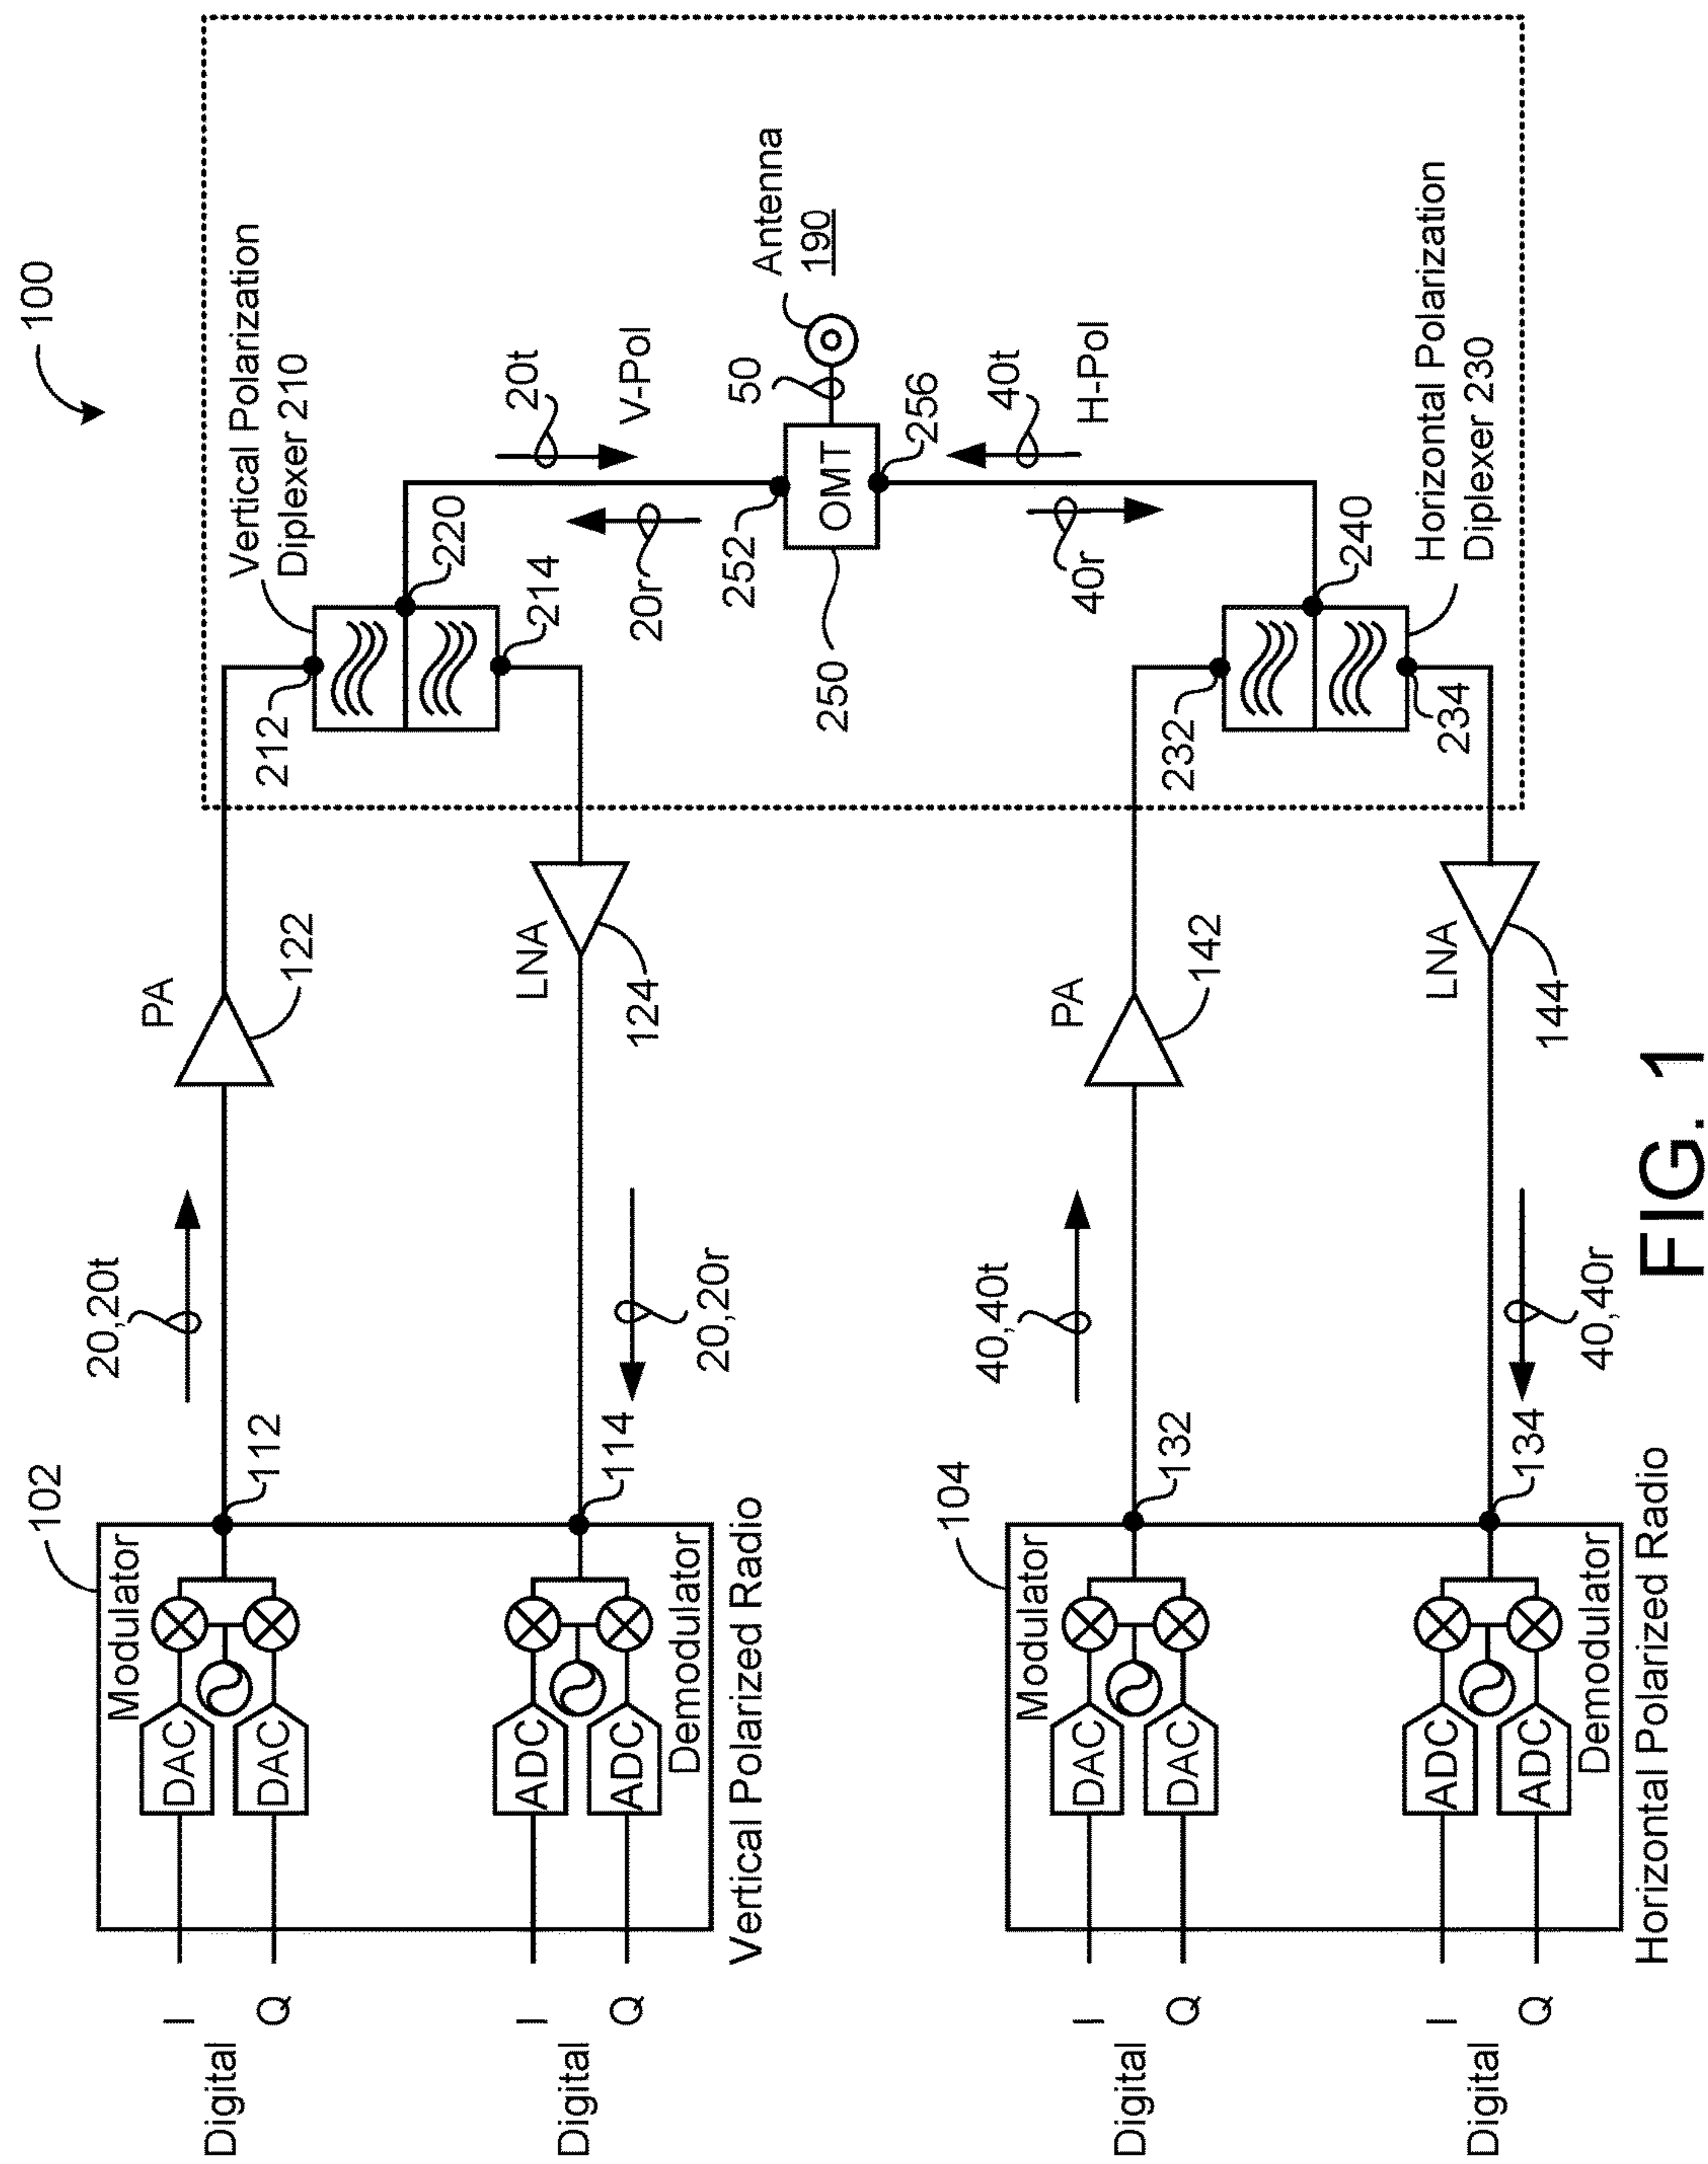 100
102
Modulator
DAC
DAC
ADC
ADC
Demodulator
Vertical Polarized Radio
I
Q
Digital
I
Q
Digital
112
114
20,20t
20,20r
PA
122
LNA
124
Vertical Polarization
Diplexer 210
212
214
220
20t
V-Pol
20r
252
OMT
250
256
50
Antenna
190
40t
H-Pol
40r
240
Horizontal Polarization
Diplexer 230
232
234
PA
142
LNA
144
40,40t
40,40r
132
134
104
Modulator
DAC
DAC
ADC
ADC
Demodulator
Horizontal Polarized Radio
I
Q
Digital
I
Q
Digital
FIG. 1